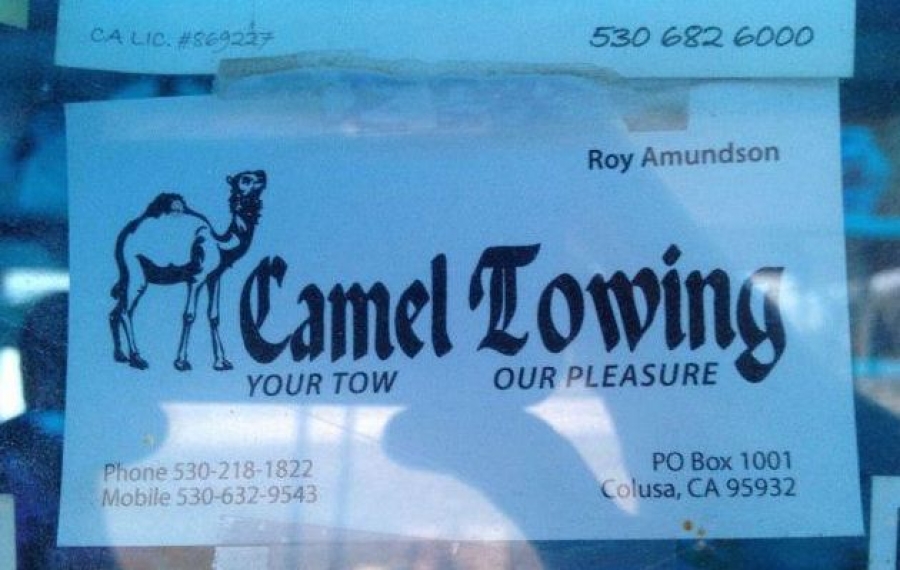 CA LIC. #869227
530 682 6000
Roy Amundson
Camel Towing
YOUR TOW OUR PLEASURE
Phone 530-218-1822
Mobile 530-632-9543
PO Box 1001
Colusa, CA 95932